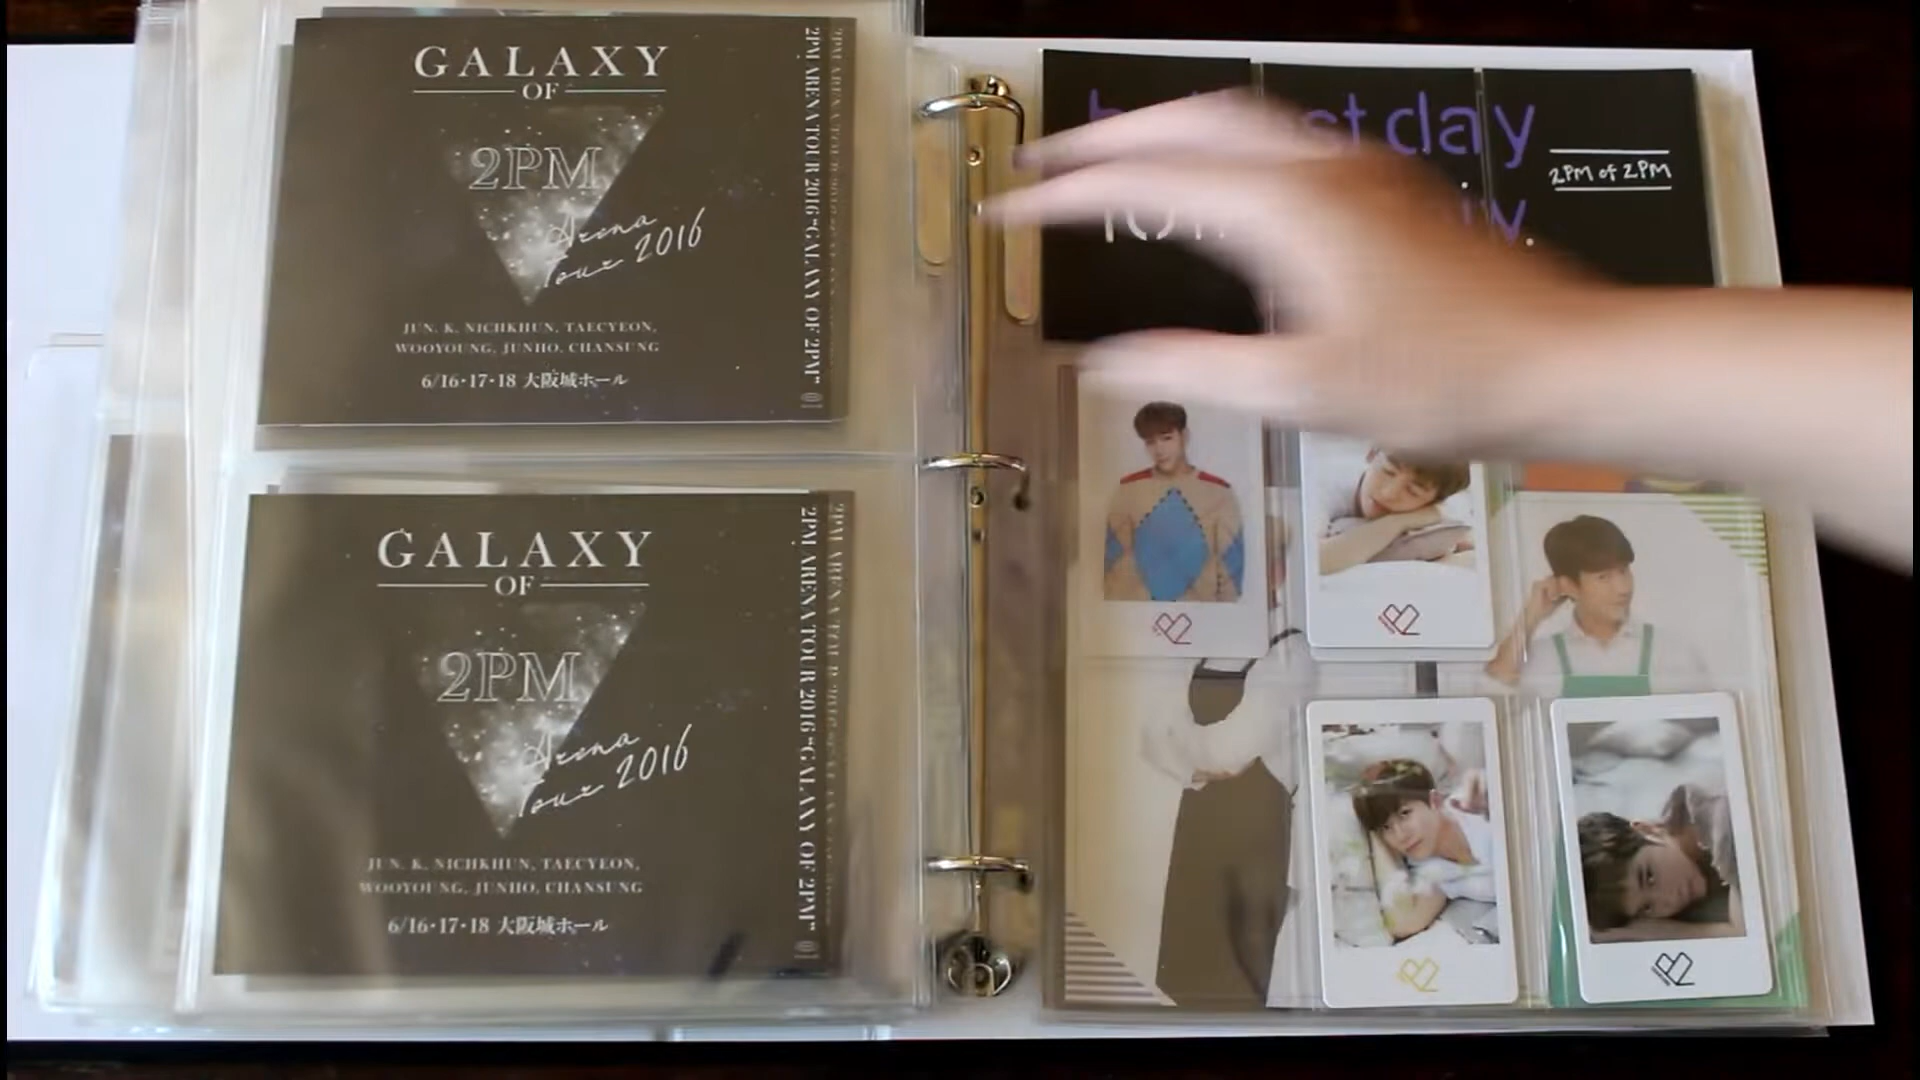 GALAXY
OF
2PM
Arena
Tour 2016
JUN. K, NICHKHUN, TAECYEON,
WOOYOUNG, JUNHO, CHANSUNG
6/16・17・18 大阪城ホール
2PM ARENA TOUR 2016 "GALAXY OF 2PM"
GALAXY
OF
2PM
Arena
Tour 2016
JUN. K, NICHKHUN, TAECYEON,
WOOYOUNG, JUNHO, CHANSUNG
6/16・17・18 大阪城ホール
2PM ARENA TOUR 2016 "GALAXY OF 2PM"
day
2PM of 2PM